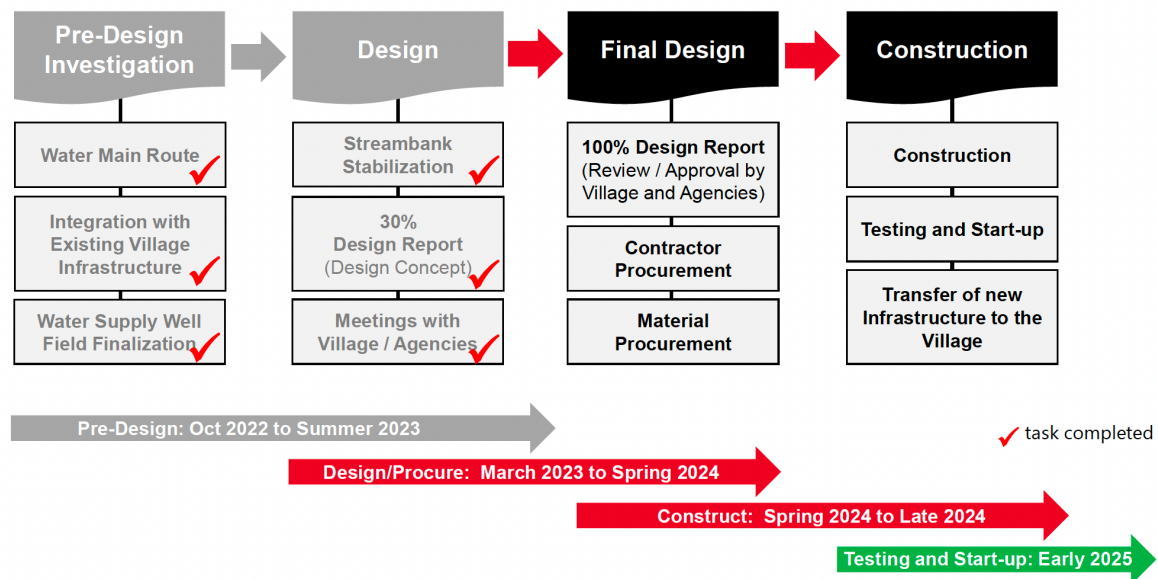 Pre-Design
Investigation
Design
Final Design
Construction
Water Main Route
Integration with
Existing Village
Infrastructure
Water Supply Well
Field Finalization
Streambank
Stabilization
30%
Design Report
(Design Concept)
Meetings with
Village / Agencies
100% Design Report
(Review / Approval by
Village and Agencies)
Contractor
Procurement
Material
Procurement
Construction
Testing and Start-up
Transfer of new
Infrastructure to the
Village
Pre-Design: Oct 2022 to Summer 2023
task completed
Design/Procure: March 2023 to Spring 2024
Construct: Spring 2024 to Late 2024
Testing and Start-up: Early 2025